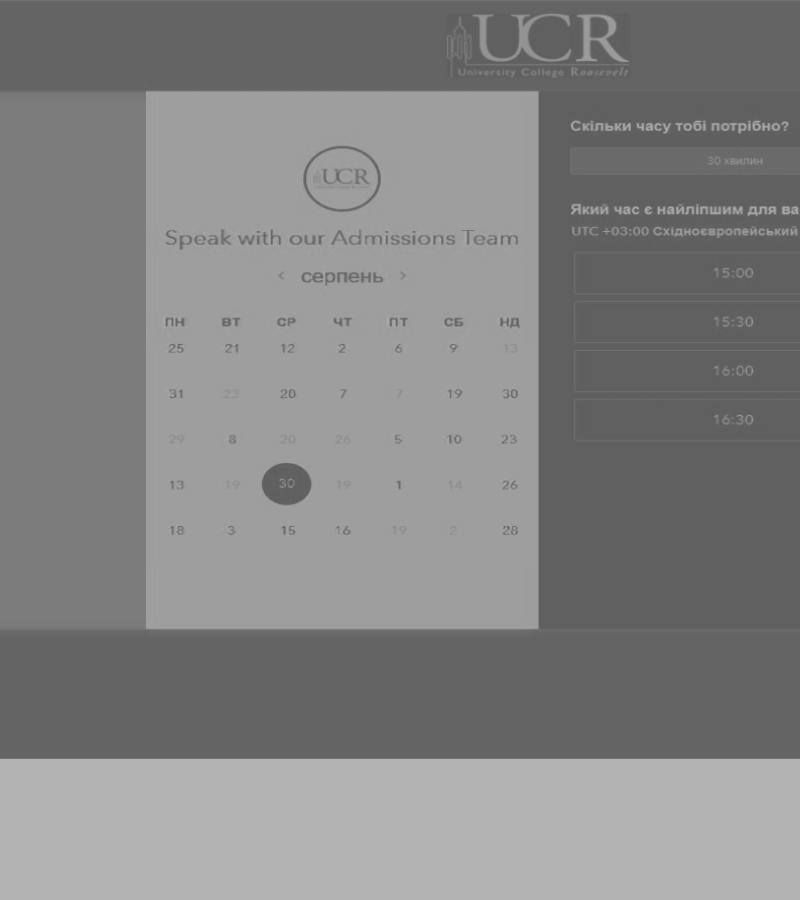 UCR
University College Roosevelt
Скільки часу тобі потрібно?
30 хвилин
UCR
Speak with our Admissions Team
< серпень >
ПН ВТ СР ЧТ ПТ СБ НД
25 21 12 2 6 9 13
31 23 20 7 7 19 30
29 8 20 26 5 10 23
13 19 30 19 1 14 26
18 3 15 16 19 2 28
Який час є найліпшим для ва
UTC +03:00 Східноєвропейський
15:00
15:30
16:00
16:30